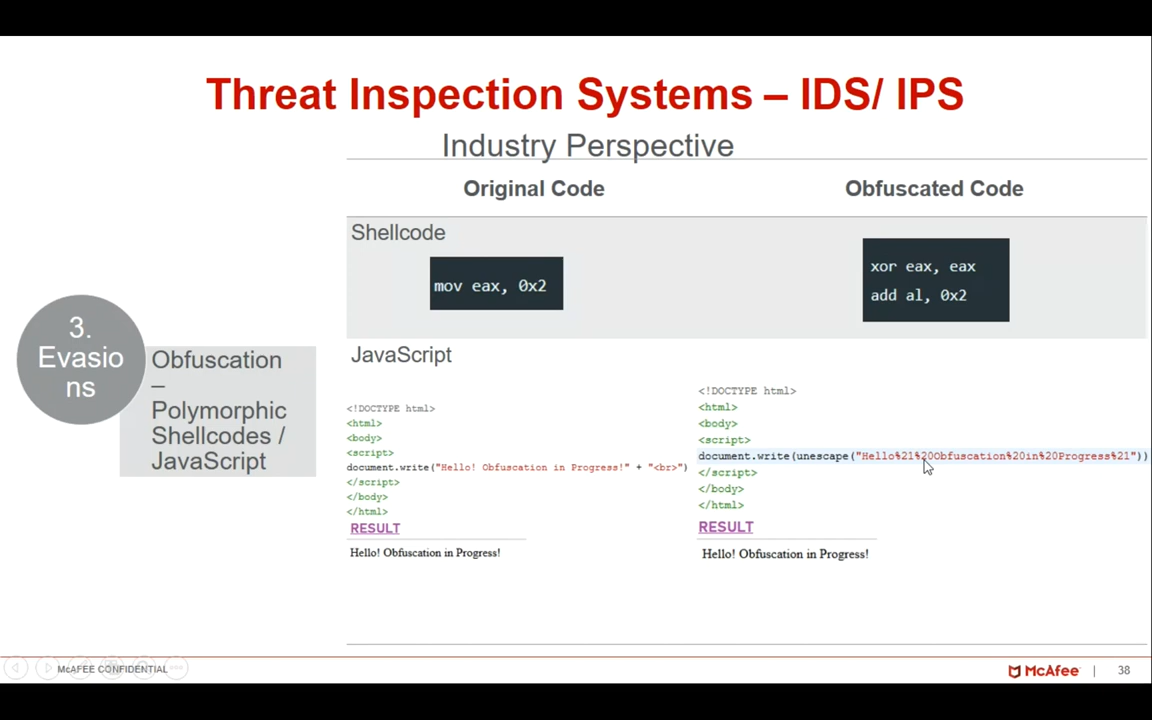 Threat Inspection Systems – IDS/ IPS
Industry Perspective
Original Code
Obfuscated Code
Shellcode
mov eax, 0x2
xor eax, eax
add al, 0x2
3.
Evasio
ns
Obfuscation
–
Polymorphic
Shellcodes /
JavaScript
JavaScript
<!DOCTYPE html>
<html>
<body>
<script>
document.write("Hello! Obfuscation in Progress!" + "<br>")
</script>
</body>
</html>
RESULT
Hello! Obfuscation in Progress!
<!DOCTYPE html>
<html>
<body>
<script>
document.write(unescape("Hello%21%20Obfuscation%20in%20Progress%21"))
</script>
</body>
</html>
RESULT
Hello! Obfuscation in Progress!
McAFEE CONFIDENTIAL
McAfee | 38